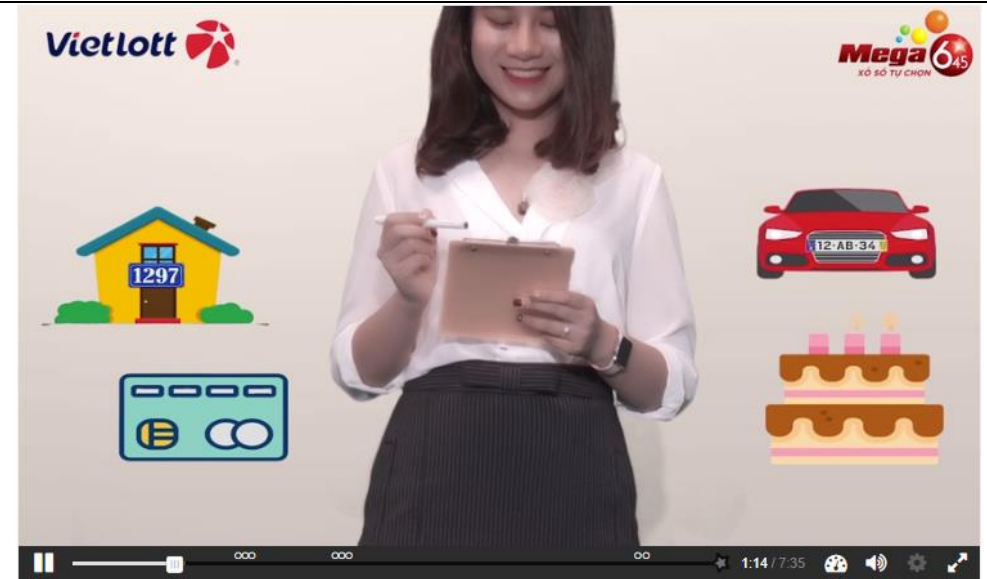 Vietlott
Mega 6/45
XỔ SỐ TỰ CHỌN
1297
12-AB-34
1:14 / 7:35